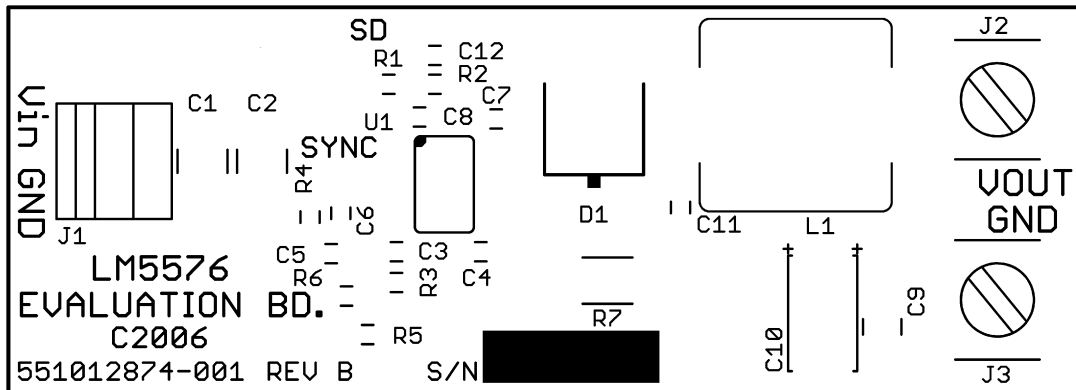 SD
J2
R1
C12
R2
C1
C2
C7
C8
U1
Vin GND
SYNC
R4
C6
J1
D1
C11
L1
VOUT
GND
C5
C3
C4
R6
R3
LM5576
EVALUATION BD.
C2006
R5
R7
C10
C9
551012874-001 REV B
S/N
J3